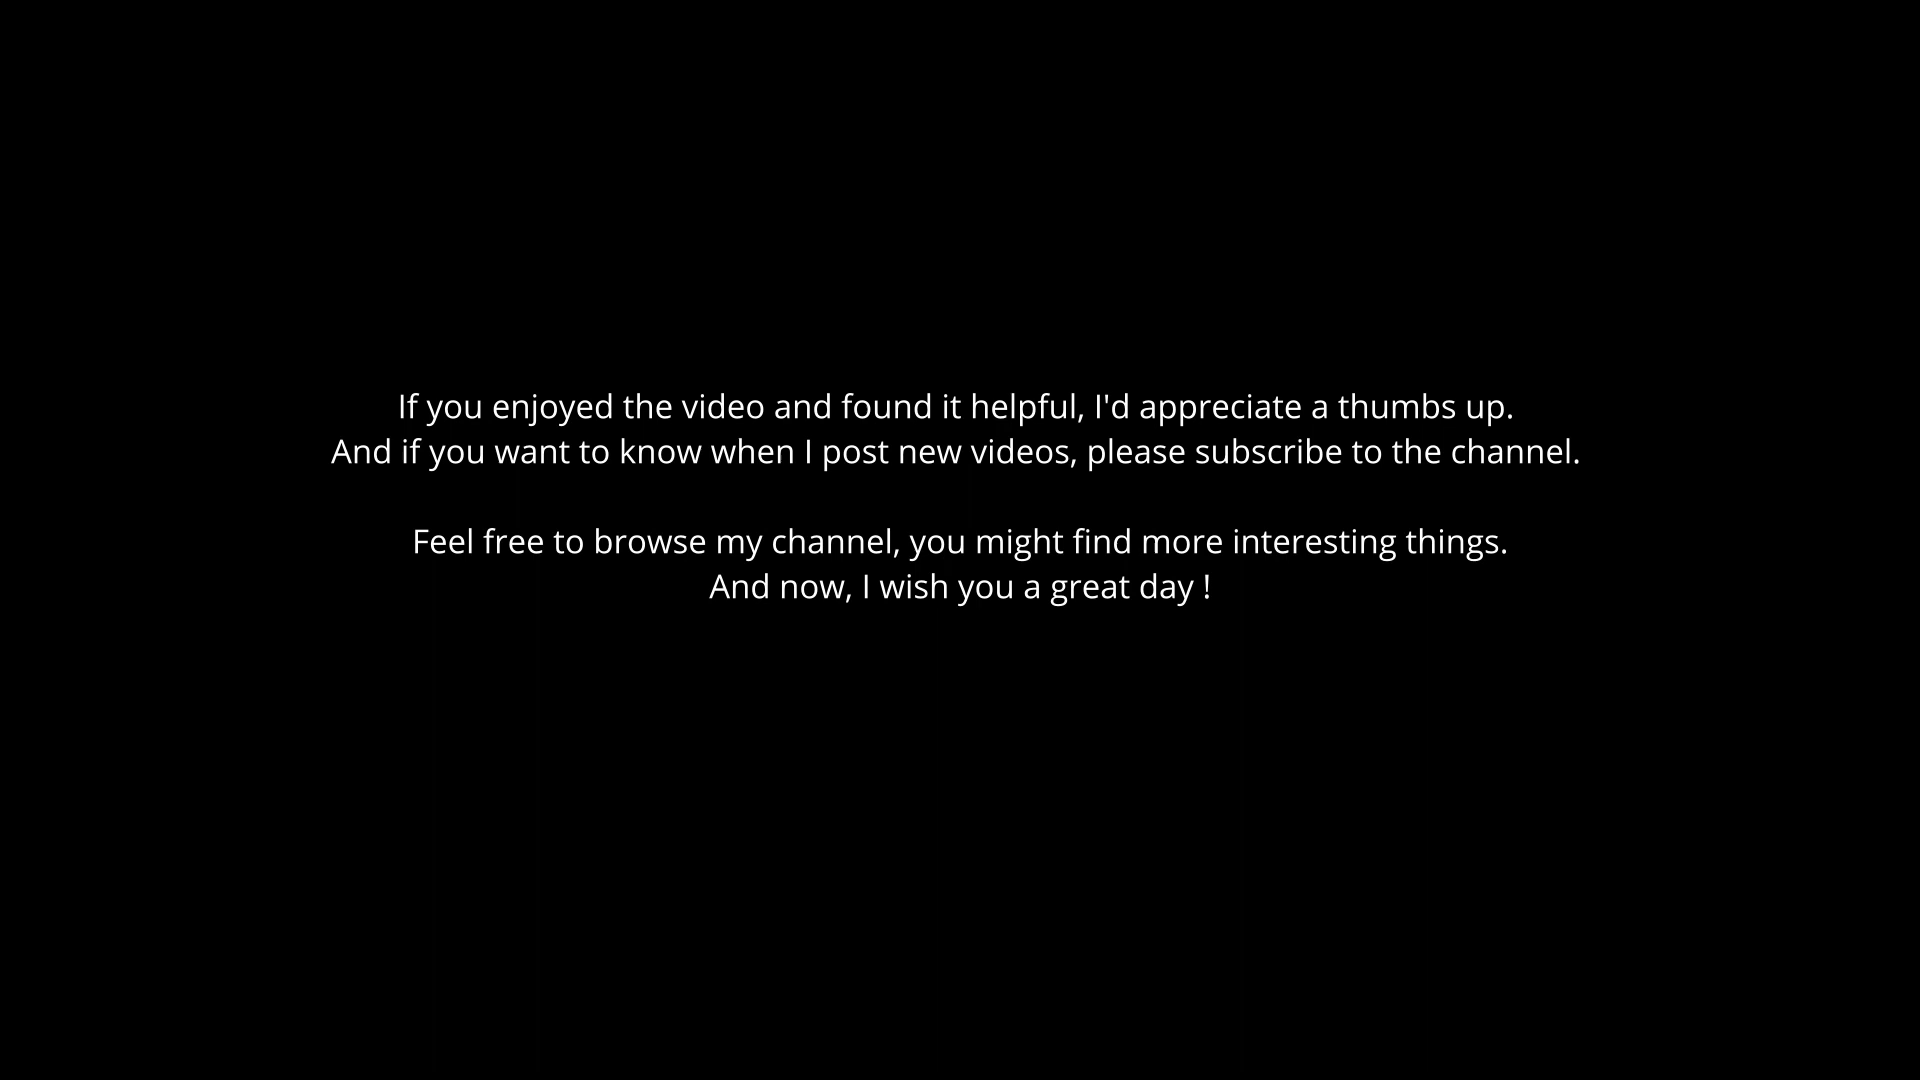 If you enjoyed the video and found it helpful, I'd appreciate a thumbs up.
And if you want to know when I post new videos, please subscribe to the channel.
Feel free to browse my channel, you might find more interesting things.
And now, I wish you a great day !